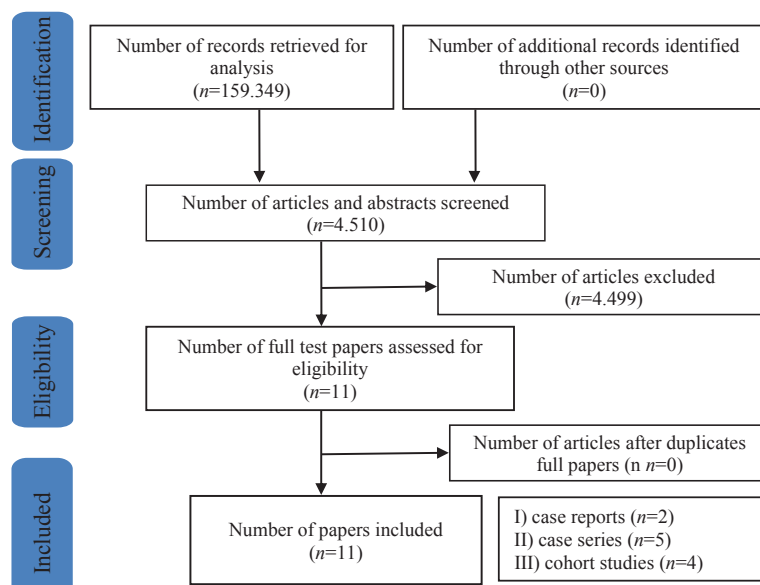 Identification
Number of records retrieved for
analysis
(n=159.349)
Number of additional records identified
through other sources
(n=0)
Screening
Number of articles and abstracts screened
(n=4.510)
Number of articles excluded
(n=4.499)
Eligibility
Number of full test papers assessed for
eligibility
(n=11)
Number of articles after duplicates
full papers (n n=0)
Included
Number of papers included
(n=11)
I) case reports (n=2)
II) case series (n=5)
III) cohort studies (n=4)